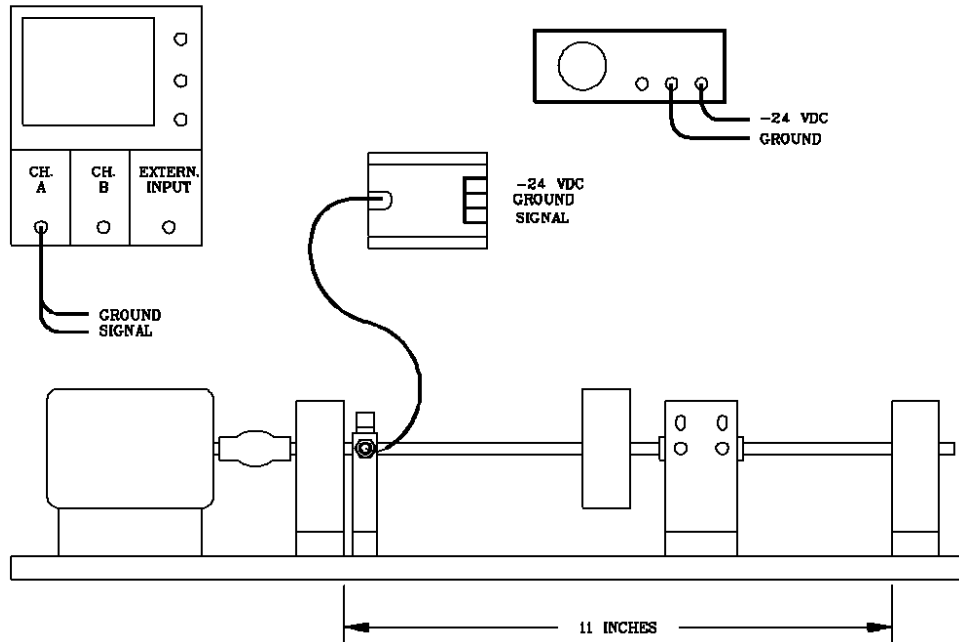 -24 VDC
GROUND
CH. A
CH. B
EXTERN. INPUT
-24 VDC
GROUND
SIGNAL
GROUND
SIGNAL
11 INCHES